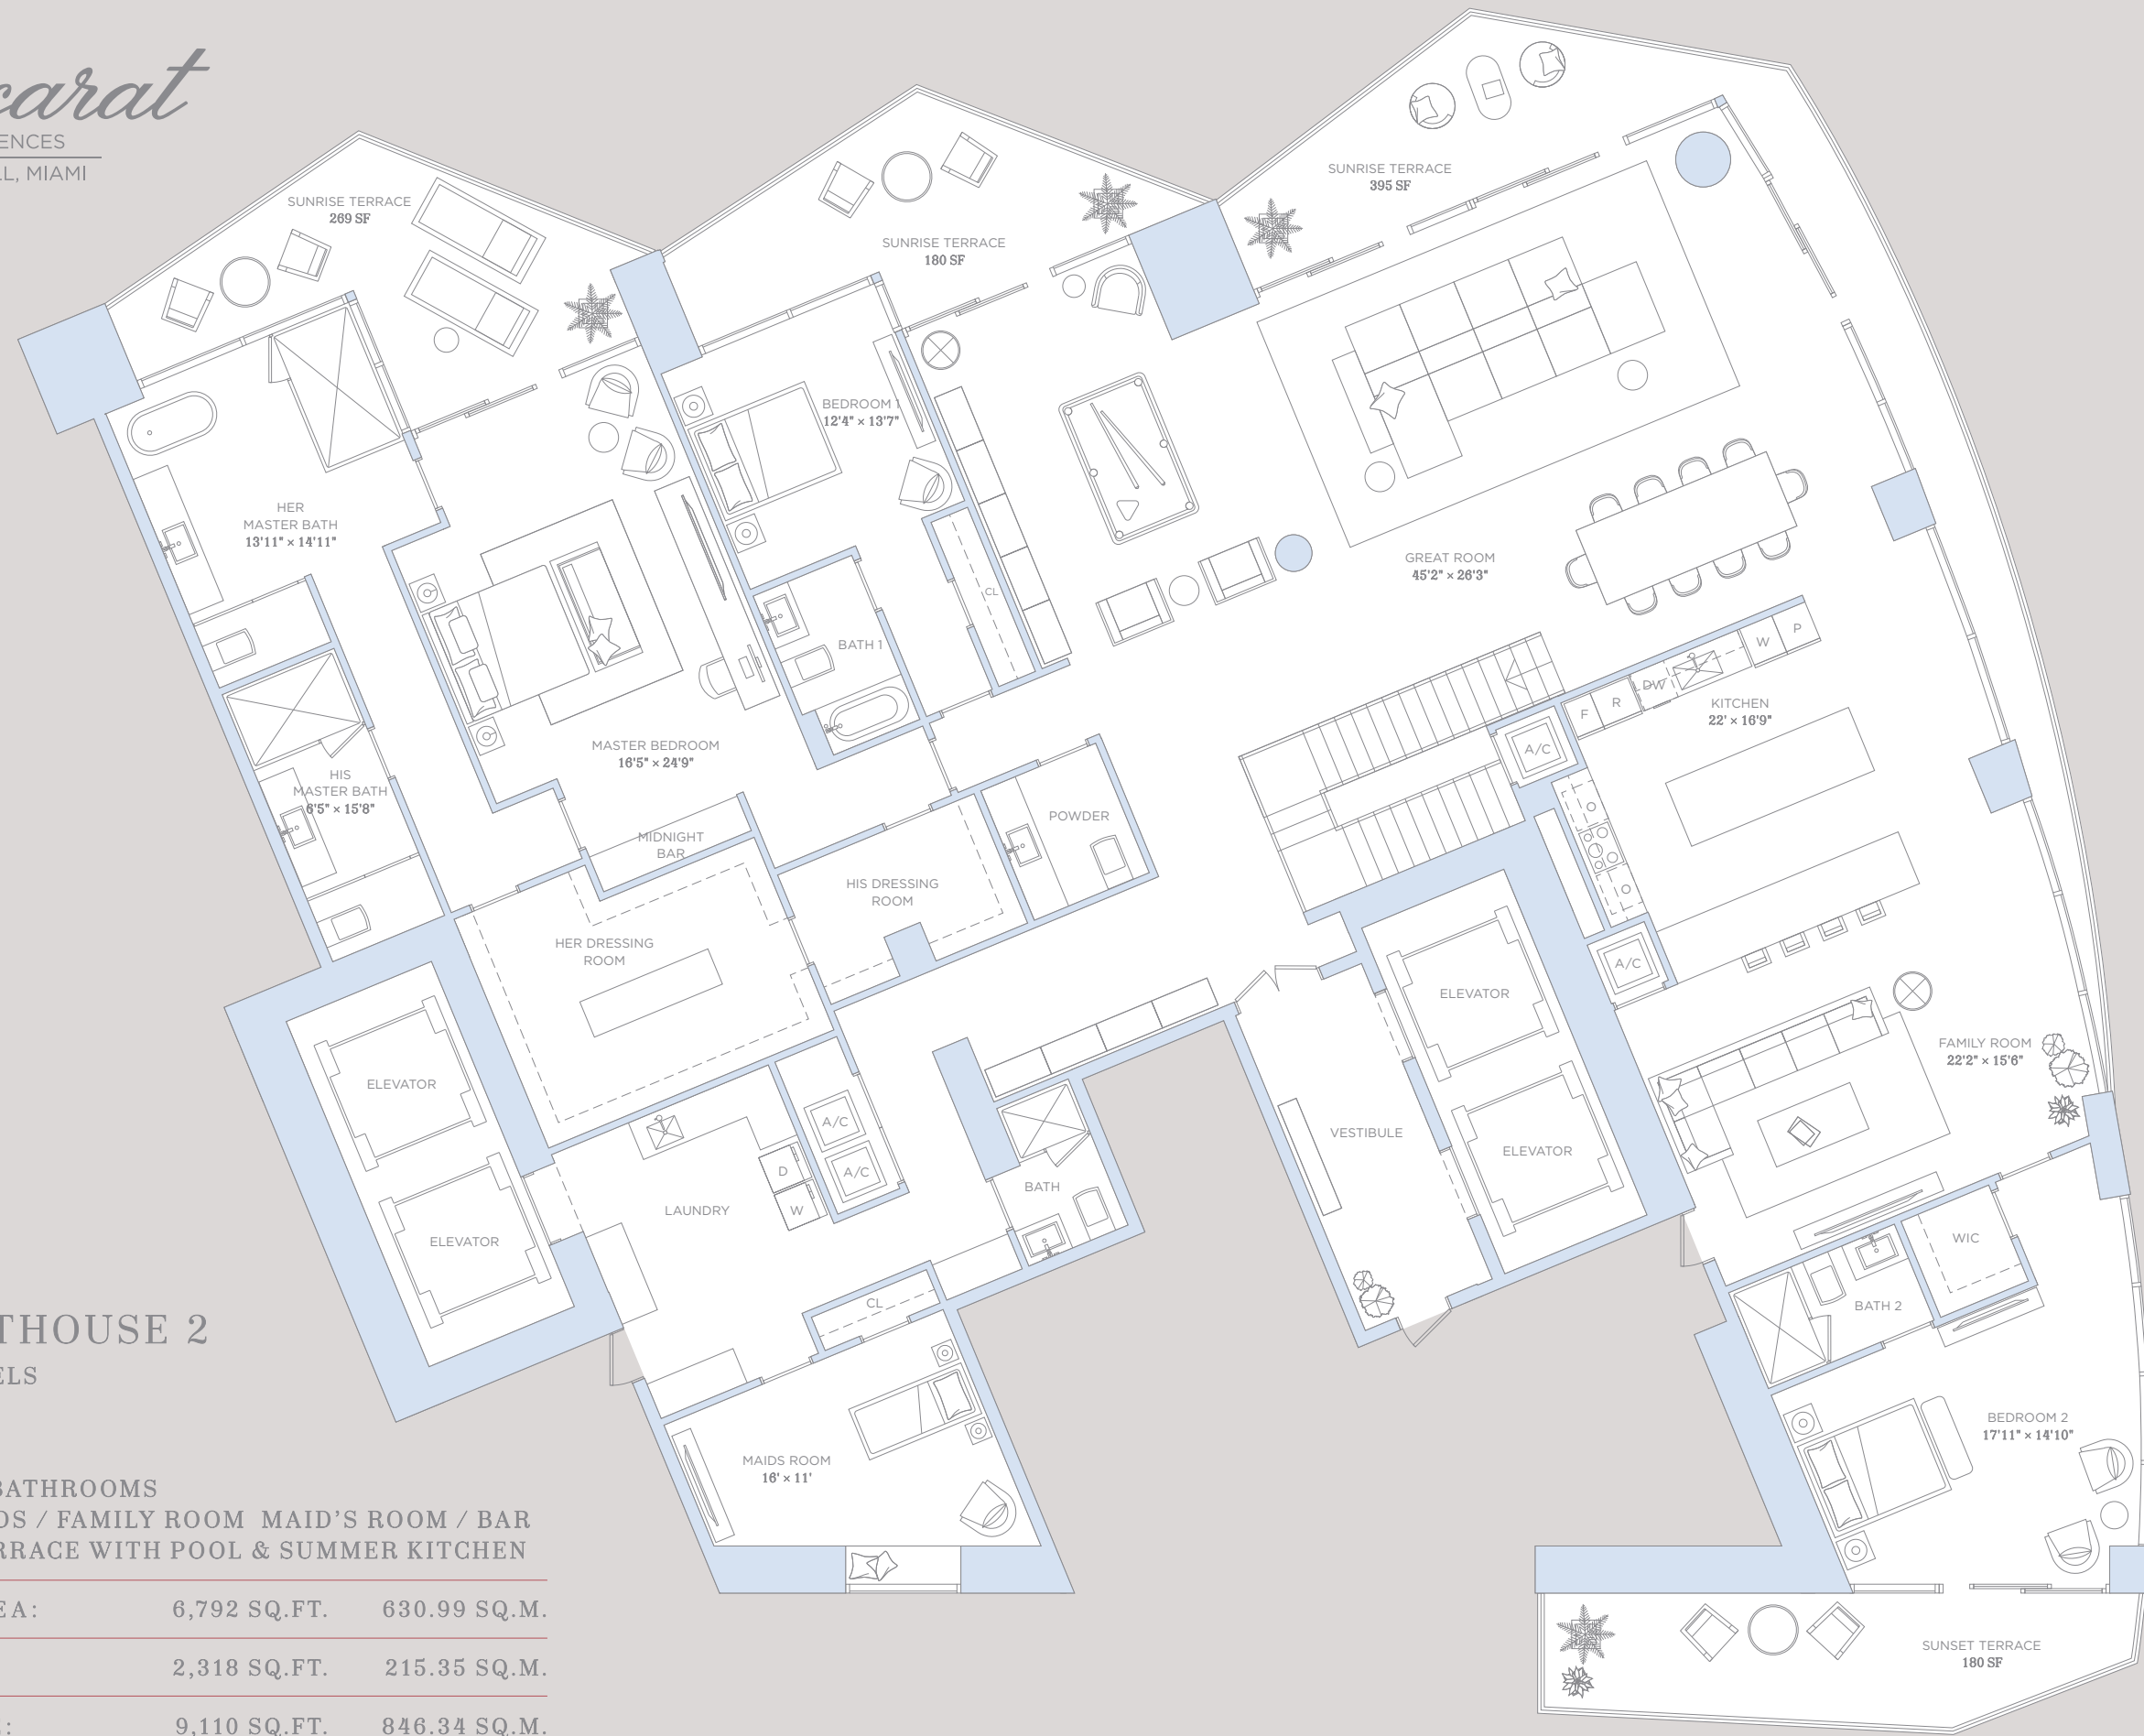 carat
ENCES
LL, MIAMI
SUNRISE TERRACE
269 SF
SUNRISE TERRACE
180 SF
SUNRISE TERRACE
395 SF
BEDROOM 1
12'4" × 13'7"
HER
MASTER BATH
13'11" × 14'11"
GREAT ROOM
45'2" × 26'3"
CL
BATH 1
W
P
DW
R
F
KITCHEN
22' × 16'9"
A/C
MASTER BEDROOM
16'5" × 24'9"
HIS
MASTER BATH
6'5" × 15'8"
MIDNIGHT
BAR
POWDER
HIS DRESSING
ROOM
HER DRESSING
ROOM
A/C
ELEVATOR
FAMILY ROOM
22'2" × 15'6"
ELEVATOR
A/C
A/C
VESTIBULE
ELEVATOR
D
W
LAUNDRY
BATH
ELEVATOR
WIC
CL
BATH 2
THOUSE 2
ELS
BEDROOM 2
17'11" × 14'10"
MAIDS ROOM
16' × 11'
BATHROOMS
DS / FAMILY ROOM MAID'S ROOM / BAR
RRACE WITH POOL & SUMMER KITCHEN
EA: 6,792 SQ.FT. 630.99 SQ.M.
2,318 SQ.FT. 215.35 SQ.M.
SUNSET TERRACE
180 SF
: 9,110 SQ.FT. 846.34 SQ.M.